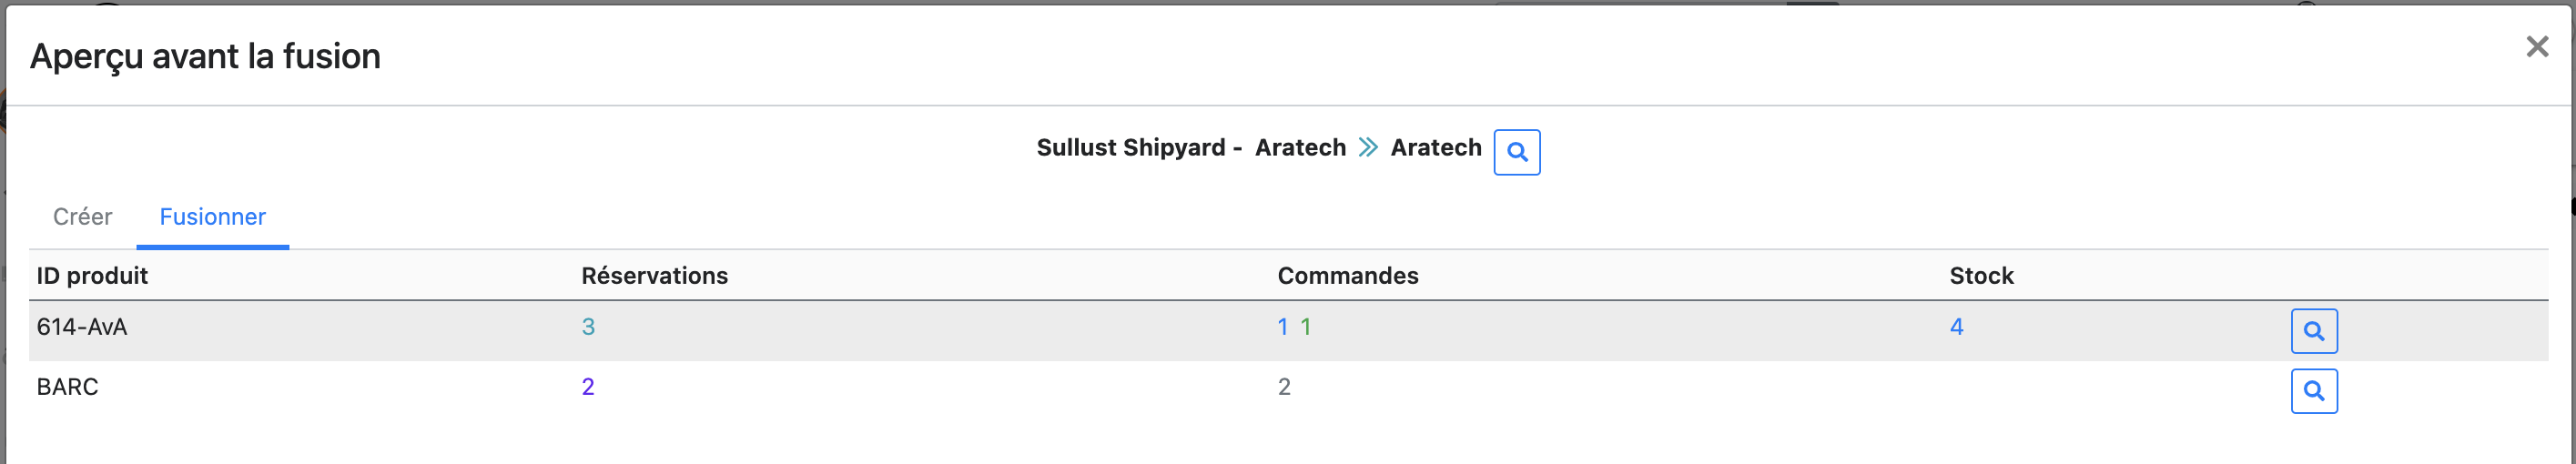 Aperçu avant la fusion
Sullust Shipyard - Aratech Aratech
Créer Fusionner
ID produit Réservations Commandes Stock
614-AvA 3 1 1 4
BARC 2 2